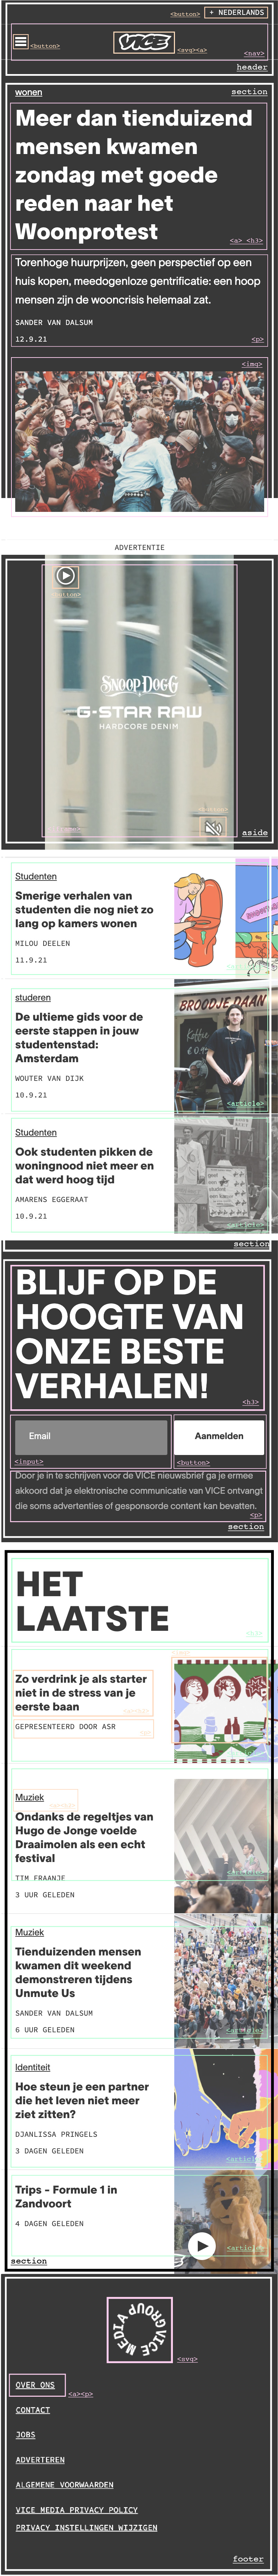 <button>
+ NEDERLANDS
<button>
VICE
<svg><a>
<nav>
header
wonen
section
Meer dan tienduizend
mensen kwamen
zondag met goede
reden naar het
Woonprotest
<a> <h3>
Torenhoge huurprijzen, geen perspectief op een
huis kopen, meedogenloze gentrificatie: een hoop
mensen zijn de wooncrisis helemaal zat.
SANDER VAN DALSUM
12.9.21
<p>
<img>
ADVERTENTIE
SNOOP DOGG
G-STAR RAW
HARDCORE DENIM
aside
Studenten
Smerige verhalen van
studenten die nog niet zo
lang op kamers wonen
MILOU DEELEN
11.9.21
studeren
De ultieme gids voor de
eerste stappen in jouw
studentenstad:
Amsterdam
WOUTER VAN DIJK
10.9.21
BROODJE DAAN
Koffie
<article>
Studenten
Ook studenten pikken de
woningnood niet meer en
dat werd hoog tijd
AMARENS EGGERAAT
10.9.21
<article>
section
BLIJF OP DE
HOOGTE VAN
ONZE BESTE
VERHALEN!
<h3>
Email
Aanmelden
<input>
<button>
Door je in te schrijven voor de VICE nieuwsbrief ga je ermee
akkoord dat je elektronische communicatie van VICE ontvangt
die soms advertenties of gesponsorde content kan bevatten.
<p>
section
HET
LAATSTE
Zo verdrink je als starter
niet in de stress van je
eerste baan
GEPRESENTEERD DOOR ASR
Muziek
Ondanks de regeltjes van
Hugo de Jonge voelde
Draaimolen als een echt
festival
TIM FRAANJE
3 UUR GELEDEN
<article>
Muziek
Tienduizenden mensen
kwamen dit weekend
demonstreren tijdens
Unmute Us
SANDER VAN DALSUM
6 UUR GELEDEN
<article>
Identiteit
Hoe steun je een partner
die het leven niet meer
ziet zitten?
DJANLISSA PRINGELS
3 DAGEN GELEDEN
<article>
Trips - Formule 1 in
Zandvoort
4 DAGEN GELEDEN
<article>
section
VICE MEDIA GROUP
<svg>
OVER ONS
<a><p>
CONTACT
JOBS
ADVERTEREN
ALGEMENE VOORWAARDEN
VICE MEDIA PRIVACY POLICY
PRIVACY INSTELLINGEN WIJZIGEN
footer